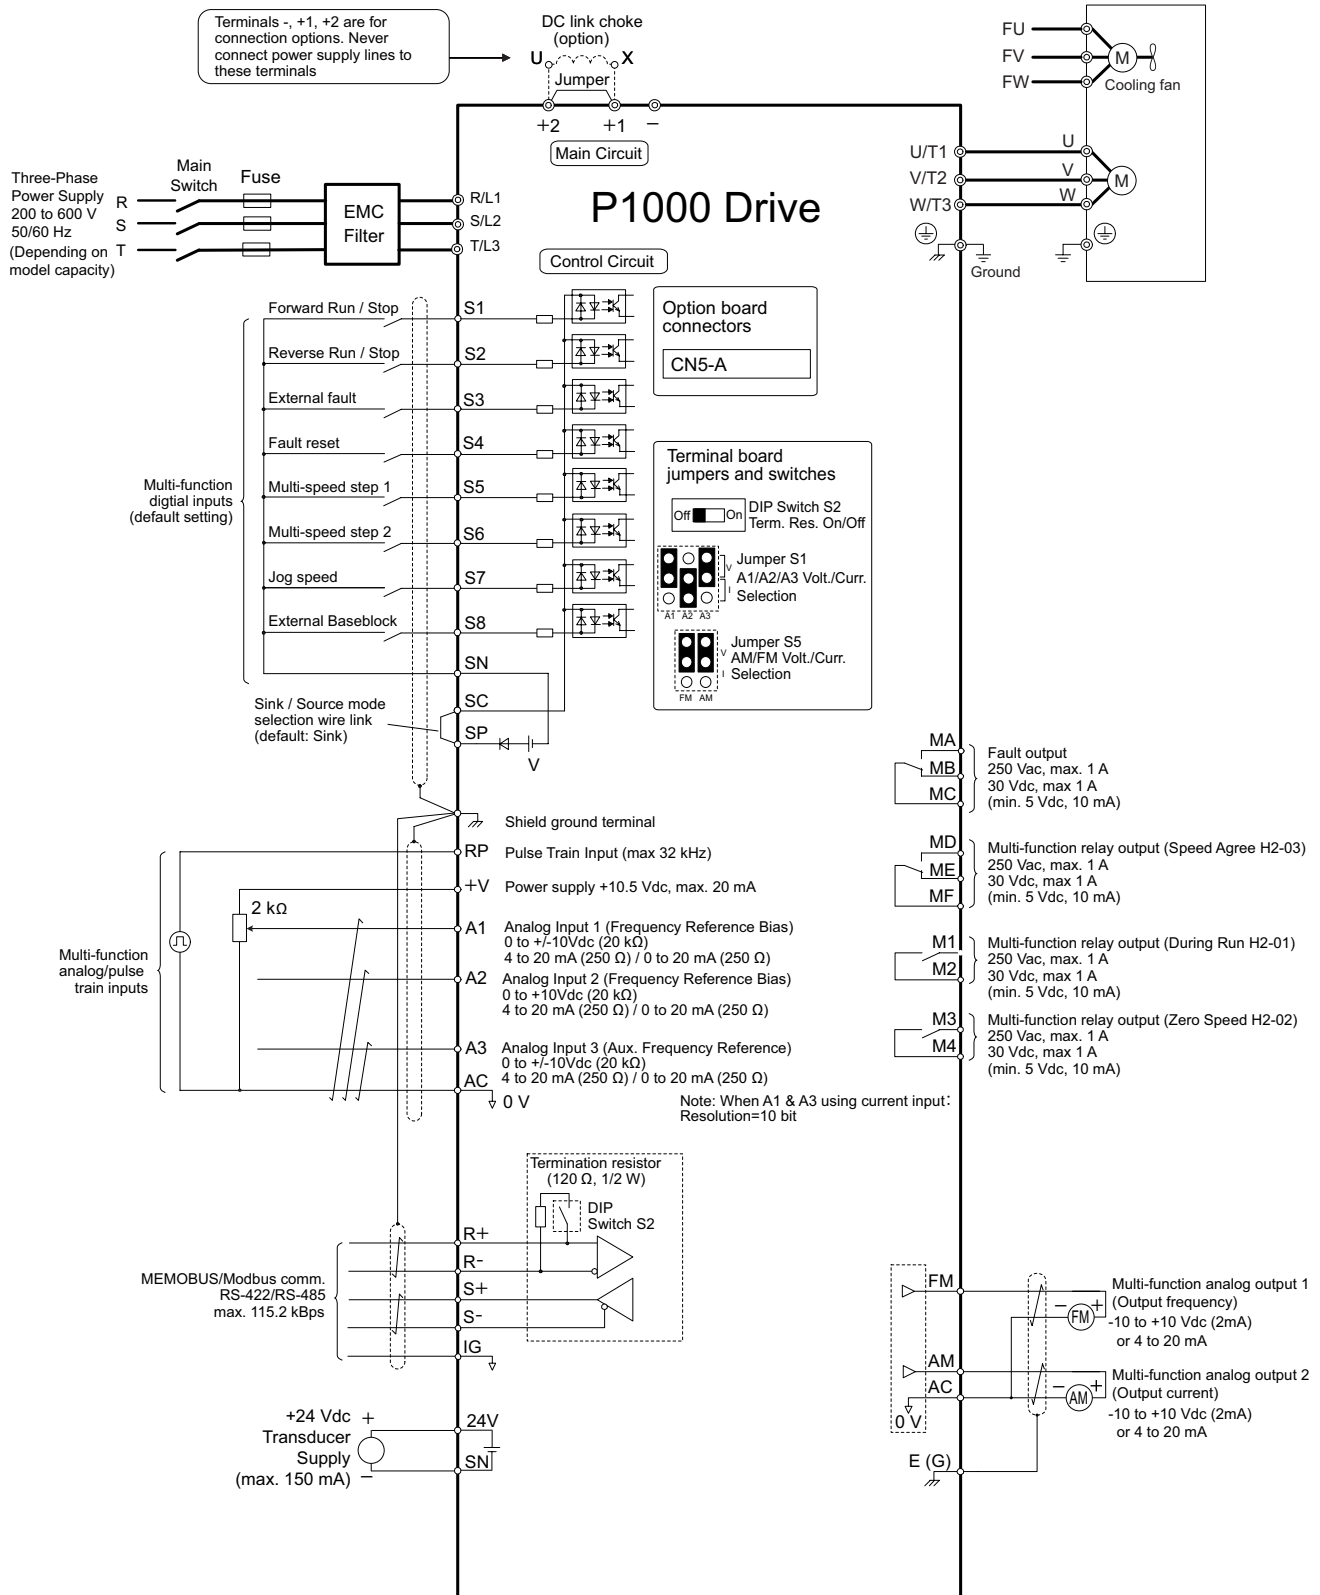 Terminals -, +1, +2 are for
connection options. Never
connect power supply lines to
these terminals
DC link choke
(option)
U
X
Jumper
+2
+1
−
Main Circuit
FU
FV
FW
M
Cooling fan
Three-Phase
Power Supply
200 to 600 V
50/60 Hz
(Depending on
model capacity)
R
S
T
Main
Switch
Fuse
EMC
Filter
R/L1
S/L2
T/L3
P1000 Drive
U/T1
V/T2
W/T3
U
V
W
M
Ground
Control Circuit
Multi-function
digtial inputs
(default setting)
Forward Run / Stop
S1
Reverse Run / Stop
S2
External fault
S3
Fault reset
S4
Multi-speed step 1
S5
Multi-speed step 2
S6
Jog speed
S7
External Baseblock
S8
SN
SC
SP
V
Sink / Source mode
selection wire link
(default: Sink)
Option board
connectors
CN5-A
Terminal board
jumpers and switches
Off
On
DIP Switch S2
Term. Res. On/Off
Jumper S1
A1/A2/A3 Volt./Curr.
Selection
V
I
A1 A2 A3
Jumper S5
AM/FM Volt./Curr.
Selection
V
I
FM AM
MA
MB
MC
Fault output
250 Vac, max. 1 A
30 Vdc, max 1 A
(min. 5 Vdc, 10 mA)
MD
ME
MF
Multi-function relay output (Speed Agree H2-03)
250 Vac, max. 1 A
30 Vdc, max 1 A
(min. 5 Vdc, 10 mA)
M1
M2
Multi-function relay output (During Run H2-01)
250 Vac, max. 1 A
30 Vdc, max 1 A
(min. 5 Vdc, 10 mA)
M3
M4
Multi-function relay output (Zero Speed H2-02)
250 Vac, max. 1 A
30 Vdc, max 1 A
(min. 5 Vdc, 10 mA)
Shield ground terminal
Multi-function
analog/pulse
train inputs
2 kΩ
RP
Pulse Train Input (max 32 kHz)
+V
Power supply +10.5 Vdc, max. 20 mA
A1
Analog Input 1 (Frequency Reference Bias)
0 to +/-10Vdc (20 kΩ)
4 to 20 mA (250 Ω) / 0 to 20 mA (250 Ω)
A2
Analog Input 2 (Frequency Reference Bias)
0 to +10Vdc (20 kΩ)
4 to 20 mA (250 Ω) / 0 to 20 mA (250 Ω)
A3
Analog Input 3 (Aux. Frequency Reference)
0 to +/-10Vdc (20 kΩ)
4 to 20 mA (250 Ω) / 0 to 20 mA (250 Ω)
AC
0 V
Note: When A1 & A3 using current input:
Resolution=10 bit
Termination resistor
(120 Ω, 1/2 W)
DIP
Switch S2
MEMOBUS/Modbus comm.
RS-422/RS-485
max. 115.2 kBps
R+
R-
S+
S-
IG
+24 Vdc
Transducer
Supply
(max. 150 mA)
+
−
24V
SN
FM
AM
AC
0 V
E (G)
− FM +
Multi-function analog output 1
(Output frequency)
-10 to +10 Vdc (2mA)
or 4 to 20 mA
− AM +
Multi-function analog output 2
(Output current)
-10 to +10 Vdc (2mA)
or 4 to 20 mA